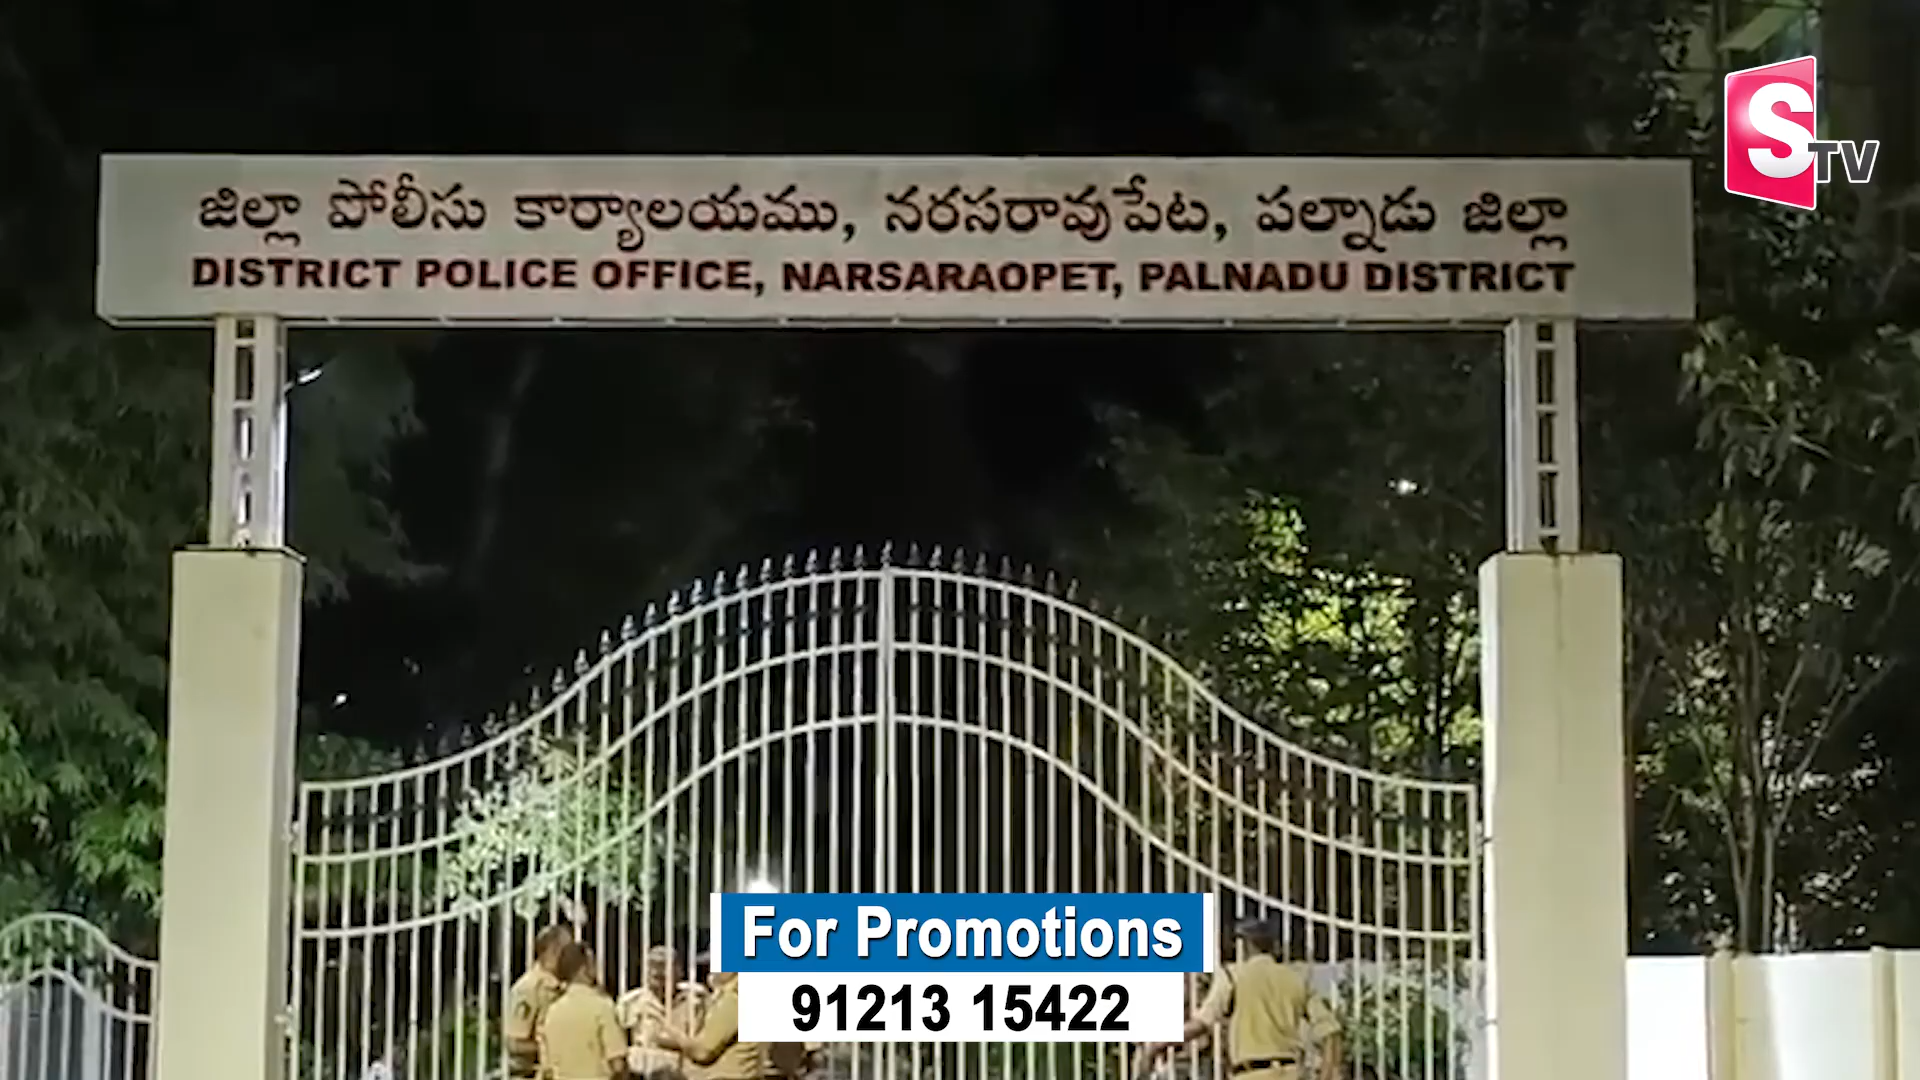 STV
జిల్లా పోలీసు కార్యాలయము, నరసరావుపేట, పల్నాడు జిల్లా
DISTRICT POLICE OFFICE, NARSARAOPET, PALNADU DISTRICT
For Promotions
91213 15422